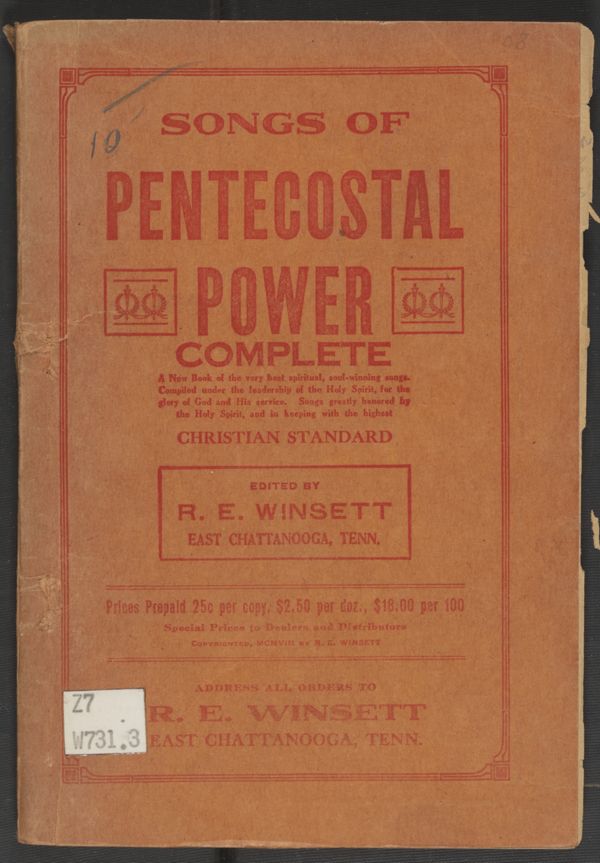 08
10
SONGS OF
PENTECOSTAL
POWER
COMPLETE
A New Book of the very best spiritual, soul-winning songs.
Compiled under the leadership of the Holy Spirit, for the
glory of God and His service. Songs greatly honored by
the Holy Spirit, and in keeping with the highest
CHRISTIAN STANDARD
EDITED BY
R. E. WINSETT
EAST CHATTANOOGA, TENN.
Prices Prepaid 25c per copy, $2.50 per doz., $18.00 per 100
Special Prices to Dealers and Distributors
COPYRIGHTED, MCMVIII BY R. E. WINSETT
ADDRESS ALL ORDERS TO
R. E. WINSETT
EAST CHATTANOOGA, TENN.
Z7
W731.3